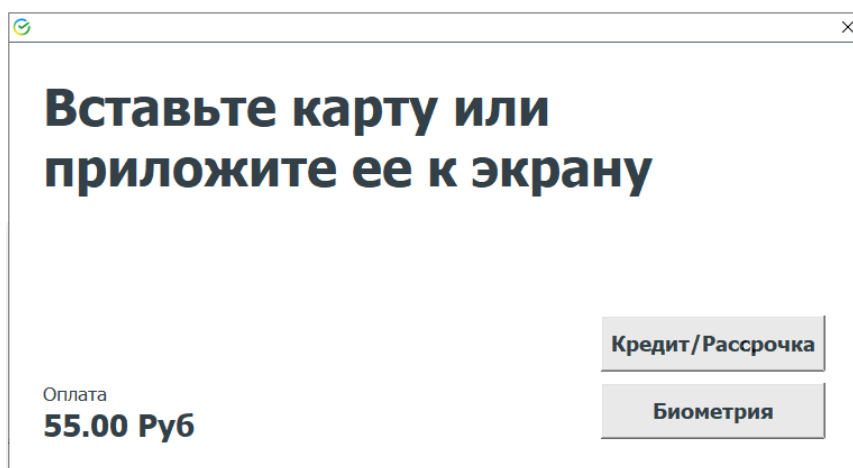 Вставьте карту или
приложите ее к экрану
Кредит/Рассрочка
Оплата
55.00 Руб
Биометрия